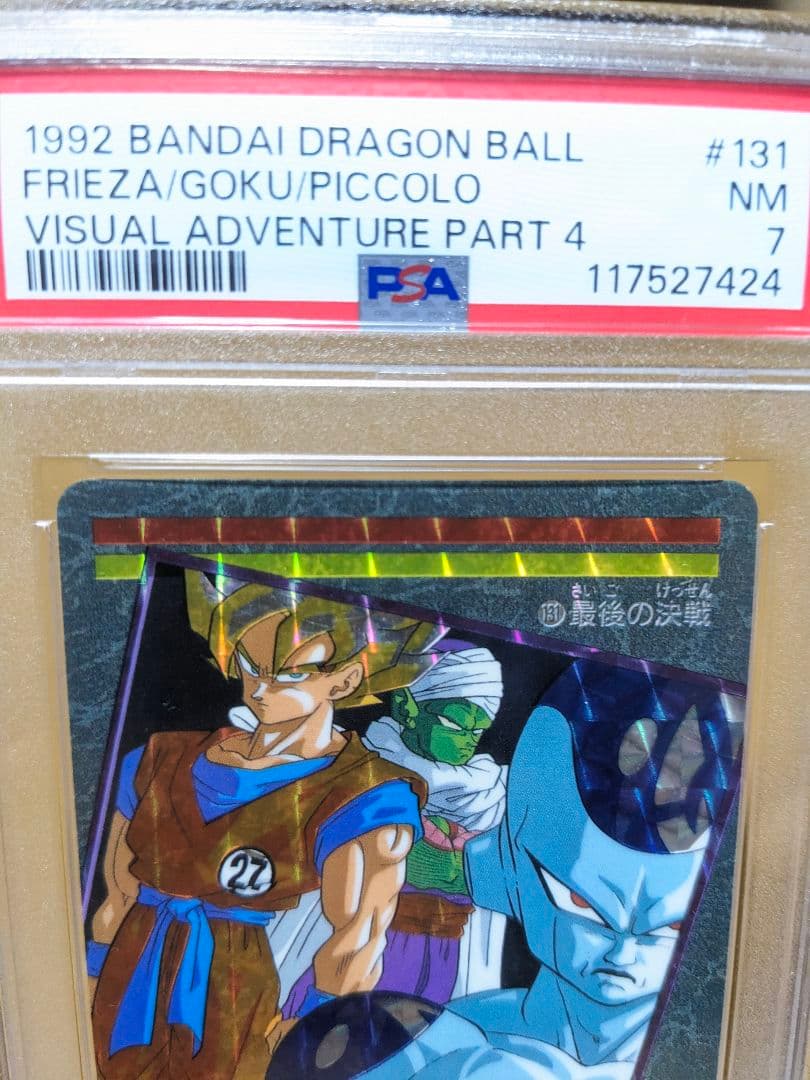 1992 BANDAI DRAGON BALL #131
FRIEZA/GOKU/PICCOLO NM
VISUAL ADVENTURE PART 4 7
PSA 117527424
さいご けっせん
131 最後の決戦
27